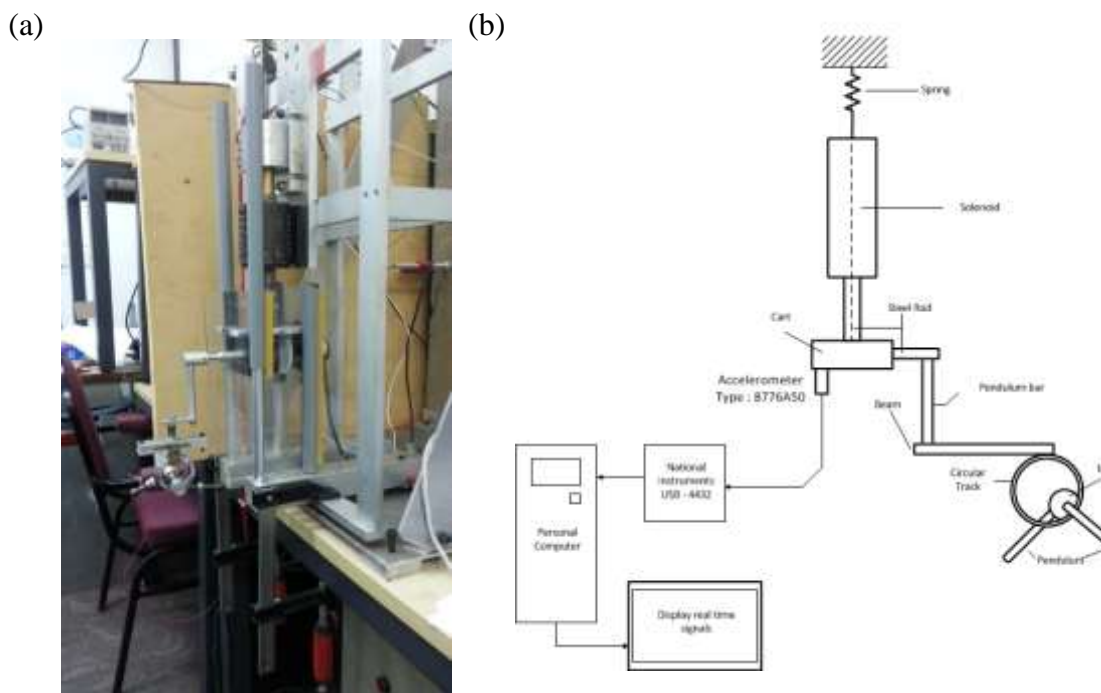 (a)
(b)
Spring
Solenoid
Steel Rod
Cart
Accelerometer
Type : 8776A50
Pendulum bar
Beam
National
Instruments
USB - 4432
Circular
Track
Personal
Computer
Pendulum
Display real time
signals